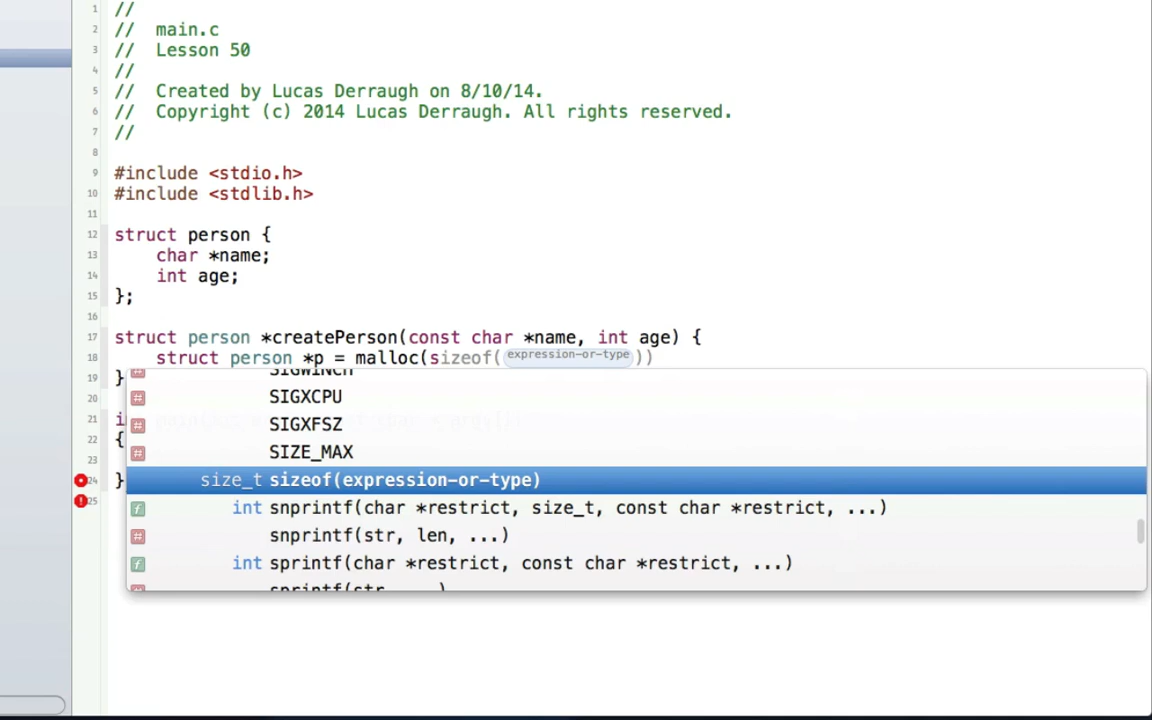 1 //
2 // main.c
3 // Lesson 50
4 //
5 // Created by Lucas Derraugh on 8/10/14.
6 // Copyright (c) 2014 Lucas Derraugh. All rights reserved.
7 //
8
9 #include <stdio.h>
10 #include <stdlib.h>
11
12 struct person {
13 char *name;
14 int age;
15 };
16
17 struct person *createPerson(const char *name, int age) {
18 struct person *p = malloc(sizeof(expression-or-type))
19 }
SIGWINCH
20 # SIGXCPU
21 # SIGXFSZ
22 { # SIZE_MAX
23
24 } size_t sizeof(expression-or-type)
25 f int snprintf(char *restrict, size_t, const char *restrict, ...)
# snprintf(str, len, ...)
f int sprintf(char *restrict, const char *restrict, ...)
sprintf(str, ...)